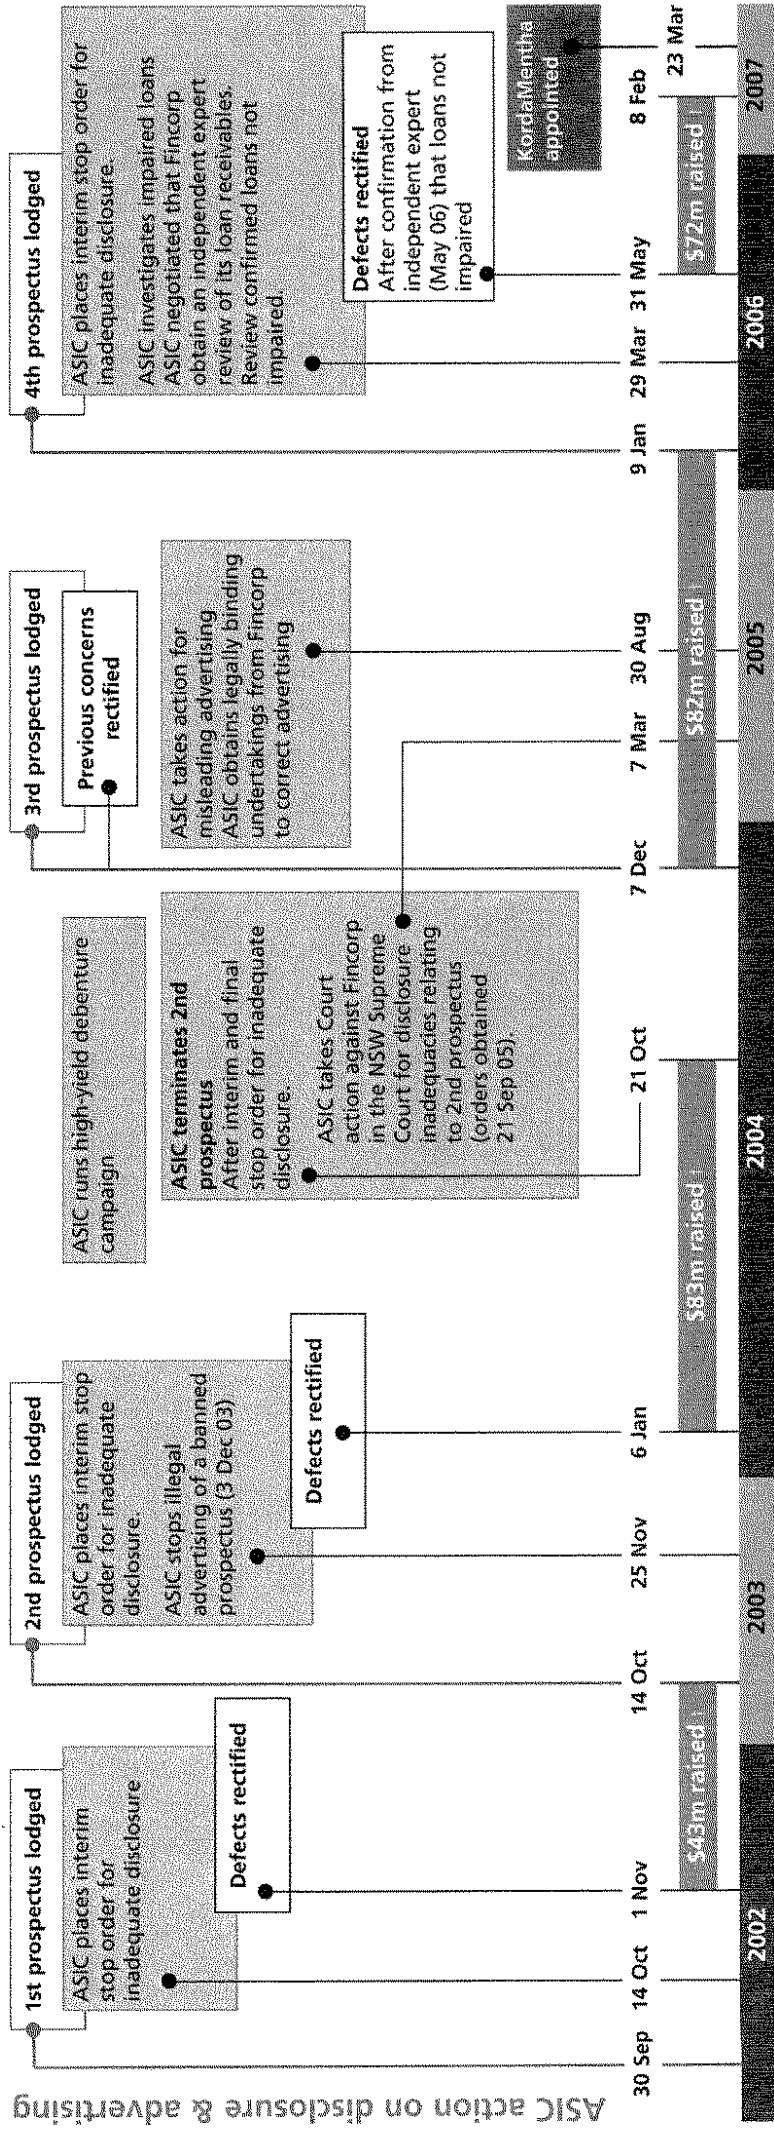 ASIC action on disclosure & advertising
1st prospectus lodged
ASIC places interim
stop order for
inadequate disclosure
Defects rectified
2nd prospectus lodged
ASIC places interim stop
order for inadequate
disclosure.
ASIC stops illegal
advertising of a banned
prospectus (3 Dec 03)
Defects rectified
ASIC runs high-yield debenture
campaign
ASIC terminates 2nd
prospectus
After interim and final
stop order for inadequate
disclosure.
ASIC takes Court
action against Fincorp
in the NSW Supreme
Court for disclosure
inadequacies relating
to 2nd prospectus
(orders obtained
21 Sep 05).
3rd prospectus lodged
Previous concerns
rectified
ASIC takes action for
misleading advertising
ASIC obtains legally binding
undertakings from Fincorp
to correct advertising
4th prospectus lodged
ASIC places interim stop order for
inadequate disclosure.
ASIC investigates impaired loans
ASIC negotiated that Fincorp
obtain an independent expert
review of its loan receivables.
Review confirmed loans not
impaired.
Defects rectified
After confirmation from
independent expert
(May 06) that loans not
impaired
KordaMentha
appointed
30 Sep 14 Oct 1 Nov 14 Oct 25 Nov 6 Jan 21 Oct 7 Dec 7 Mar 30 Aug 9 Jan 29 Mar 31 May 8 Feb
23 Mar
$43m raised $83m raised $82m raised $72m raised
2002 2003 2004 2005 2006 2007